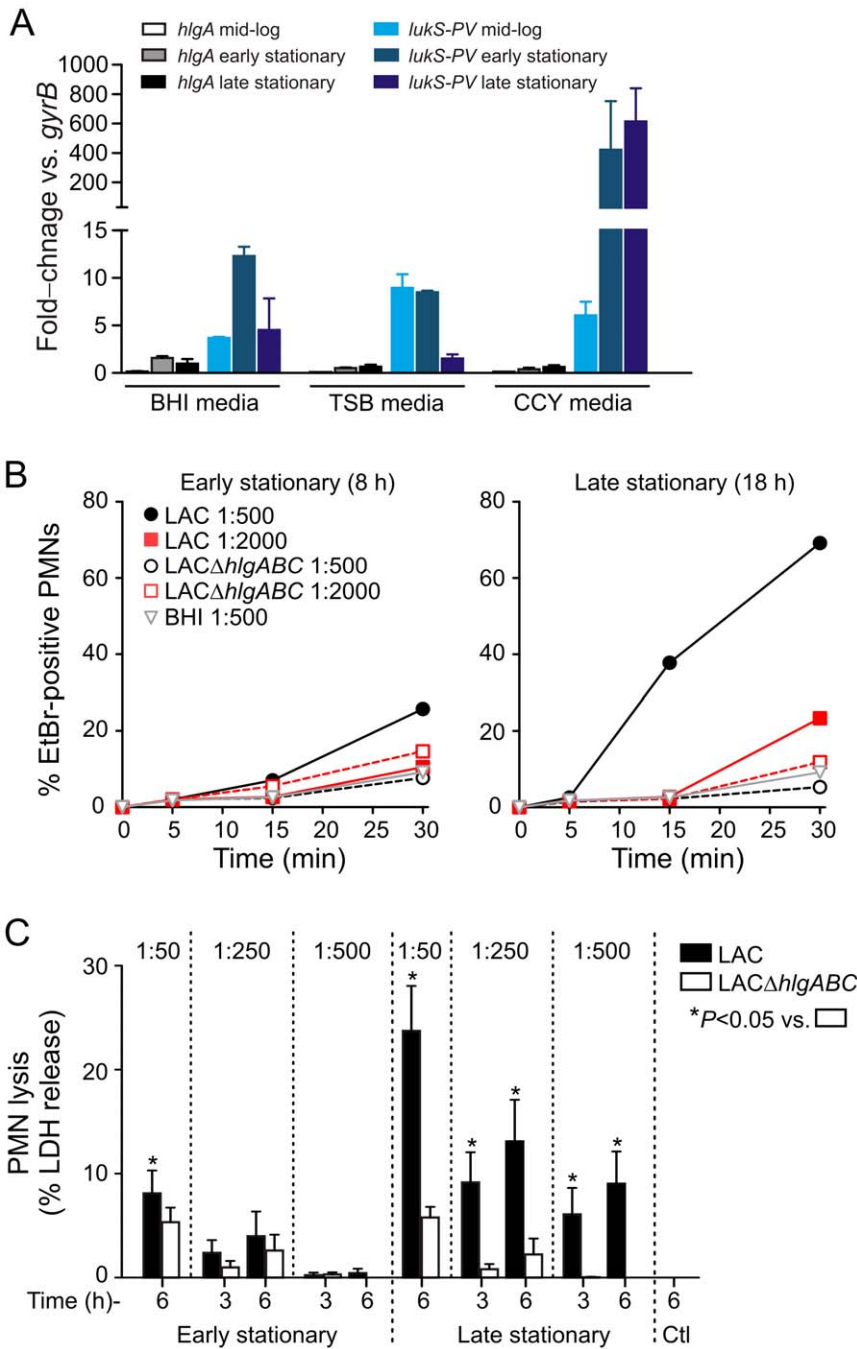 A
hlgA mid-log
lukS-PV mid-log
hlgA early stationary
lukS-PV early stationary
hlgA late stationary
lukS-PV late stationary
Fold–chnage vs. gyrB
1000
800
600
400
200
15
10
5
0
BHI media TSB media CCY media
B
Early stationary (8 h) Late stationary (18 h)
% EtBr-positive PMNs
80
60
40
20
0
LAC 1:500
LAC 1:2000
LACΔhlgABC 1:500
LACΔhlgABC 1:2000
BHI 1:500
0 5 10 15 20 25 30 0 5 10 15 20 25 30
Time (min) Time (min)
C
1:50 1:250 1:500 1:50 1:250 1:500
PMN lysis
(% LDH release)
30
20
10
0
* * * * * *
LAC
LACΔhlgABC
*P<0.05 vs.
Time (h)- 6 3 6 3 6 6 3 6 3 6 6
Early stationary Late stationary Ctl